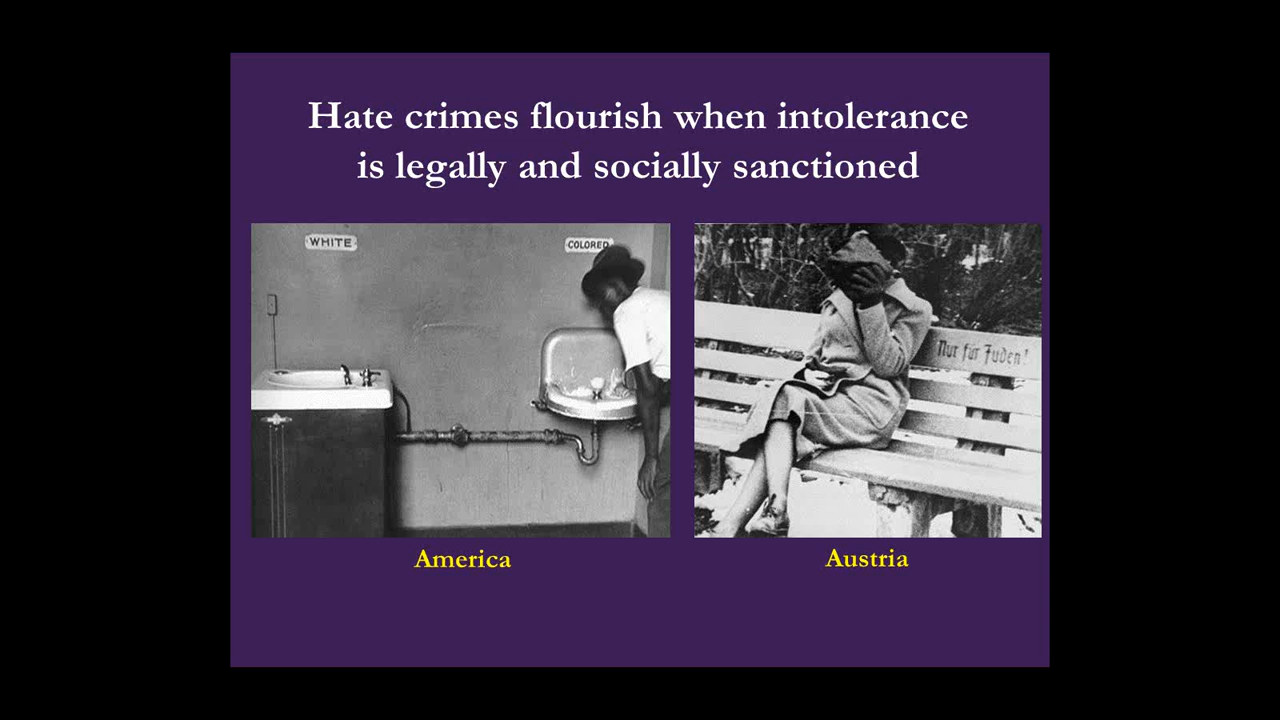 Hate crimes flourish when intolerance
is legally and socially sanctioned
WHITE
COLORED
Nur für Juden!
America
Austria